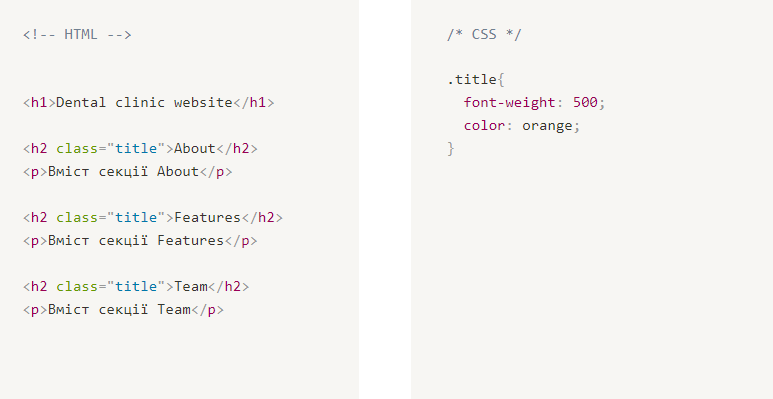 <!-- HTML -->
<h1>Dental clinic website</h1>
<h2 class="title">About</h2>
<p>Вміст секції About</p>
<h2 class="title">Features</h2>
<p>Вміст секції Features</p>
<h2 class="title">Team</h2>
<p>Вміст секції Team</p>
/* CSS */
.title{
  font-weight: 500;
  color: orange;
}